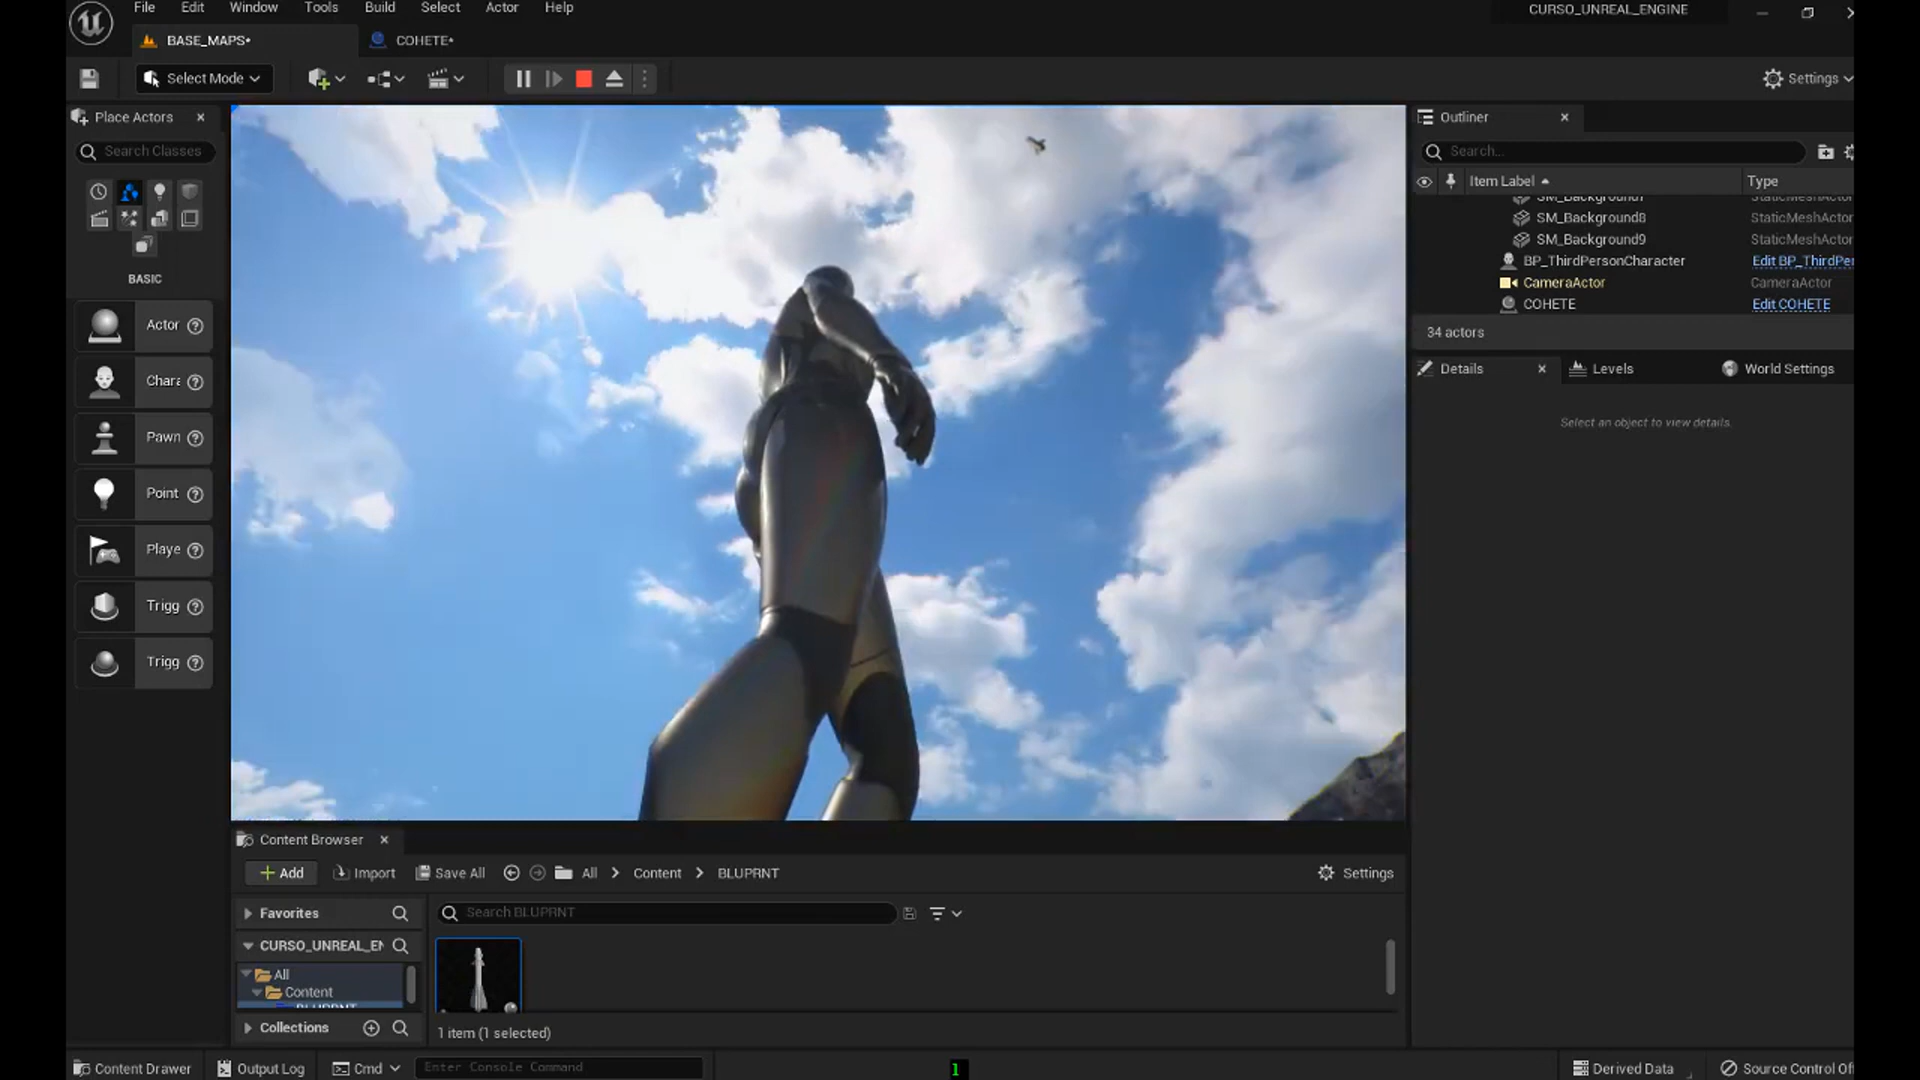 File Edit Window Tools Build Select Actor Help
CURSO_UNREAL_ENGINE
BASE_MAPS*
COHETE*
Select Mode
Settings
Place Actors
Search Classes
BASIC
Actor
Chara
Pawn
Point
Playe
Trigg
Trigg
Outliner
Search...
Item Label
Type
SM_Background8
StaticMeshActor
SM_Background9
StaticMeshActor
BP_ThirdPersonCharacter
Edit BP_ThirdPer
CameraActor
CameraActor
COHETE
Edit COHETE
34 actors
Details
Levels
World Settings
Select an object to view details.
Content Browser
Add
Import
Save All
All
Content
BLUPRNT
Settings
Favorites
Search BLUPRNT
CURSO_UNREAL_EN
All
Content
Collections
1 item (1 selected)
Content Drawer
Output Log
Cmd
Enter Console Command
1
Derived Data
Source Control Off